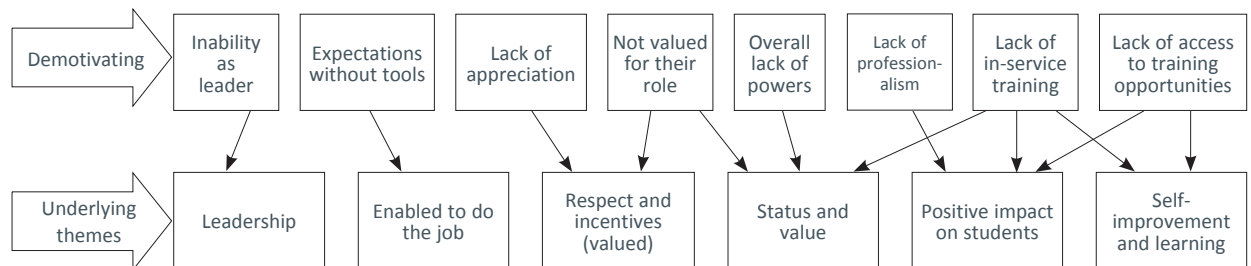 Demotivating
Inability
as
leader
Expectations
without tools
Lack of
appreciation
Not valued
for their
role
Overall
lack of
powers
Lack of
profession-
alism
Lack of
in-service
training
Lack of access
to training
opportunities
Underlying
themes
Leadership
Enabled to do
the job
Respect and
incentives
(valued)
Status and
value
Positive impact
on students
Self-
improvement
and learning